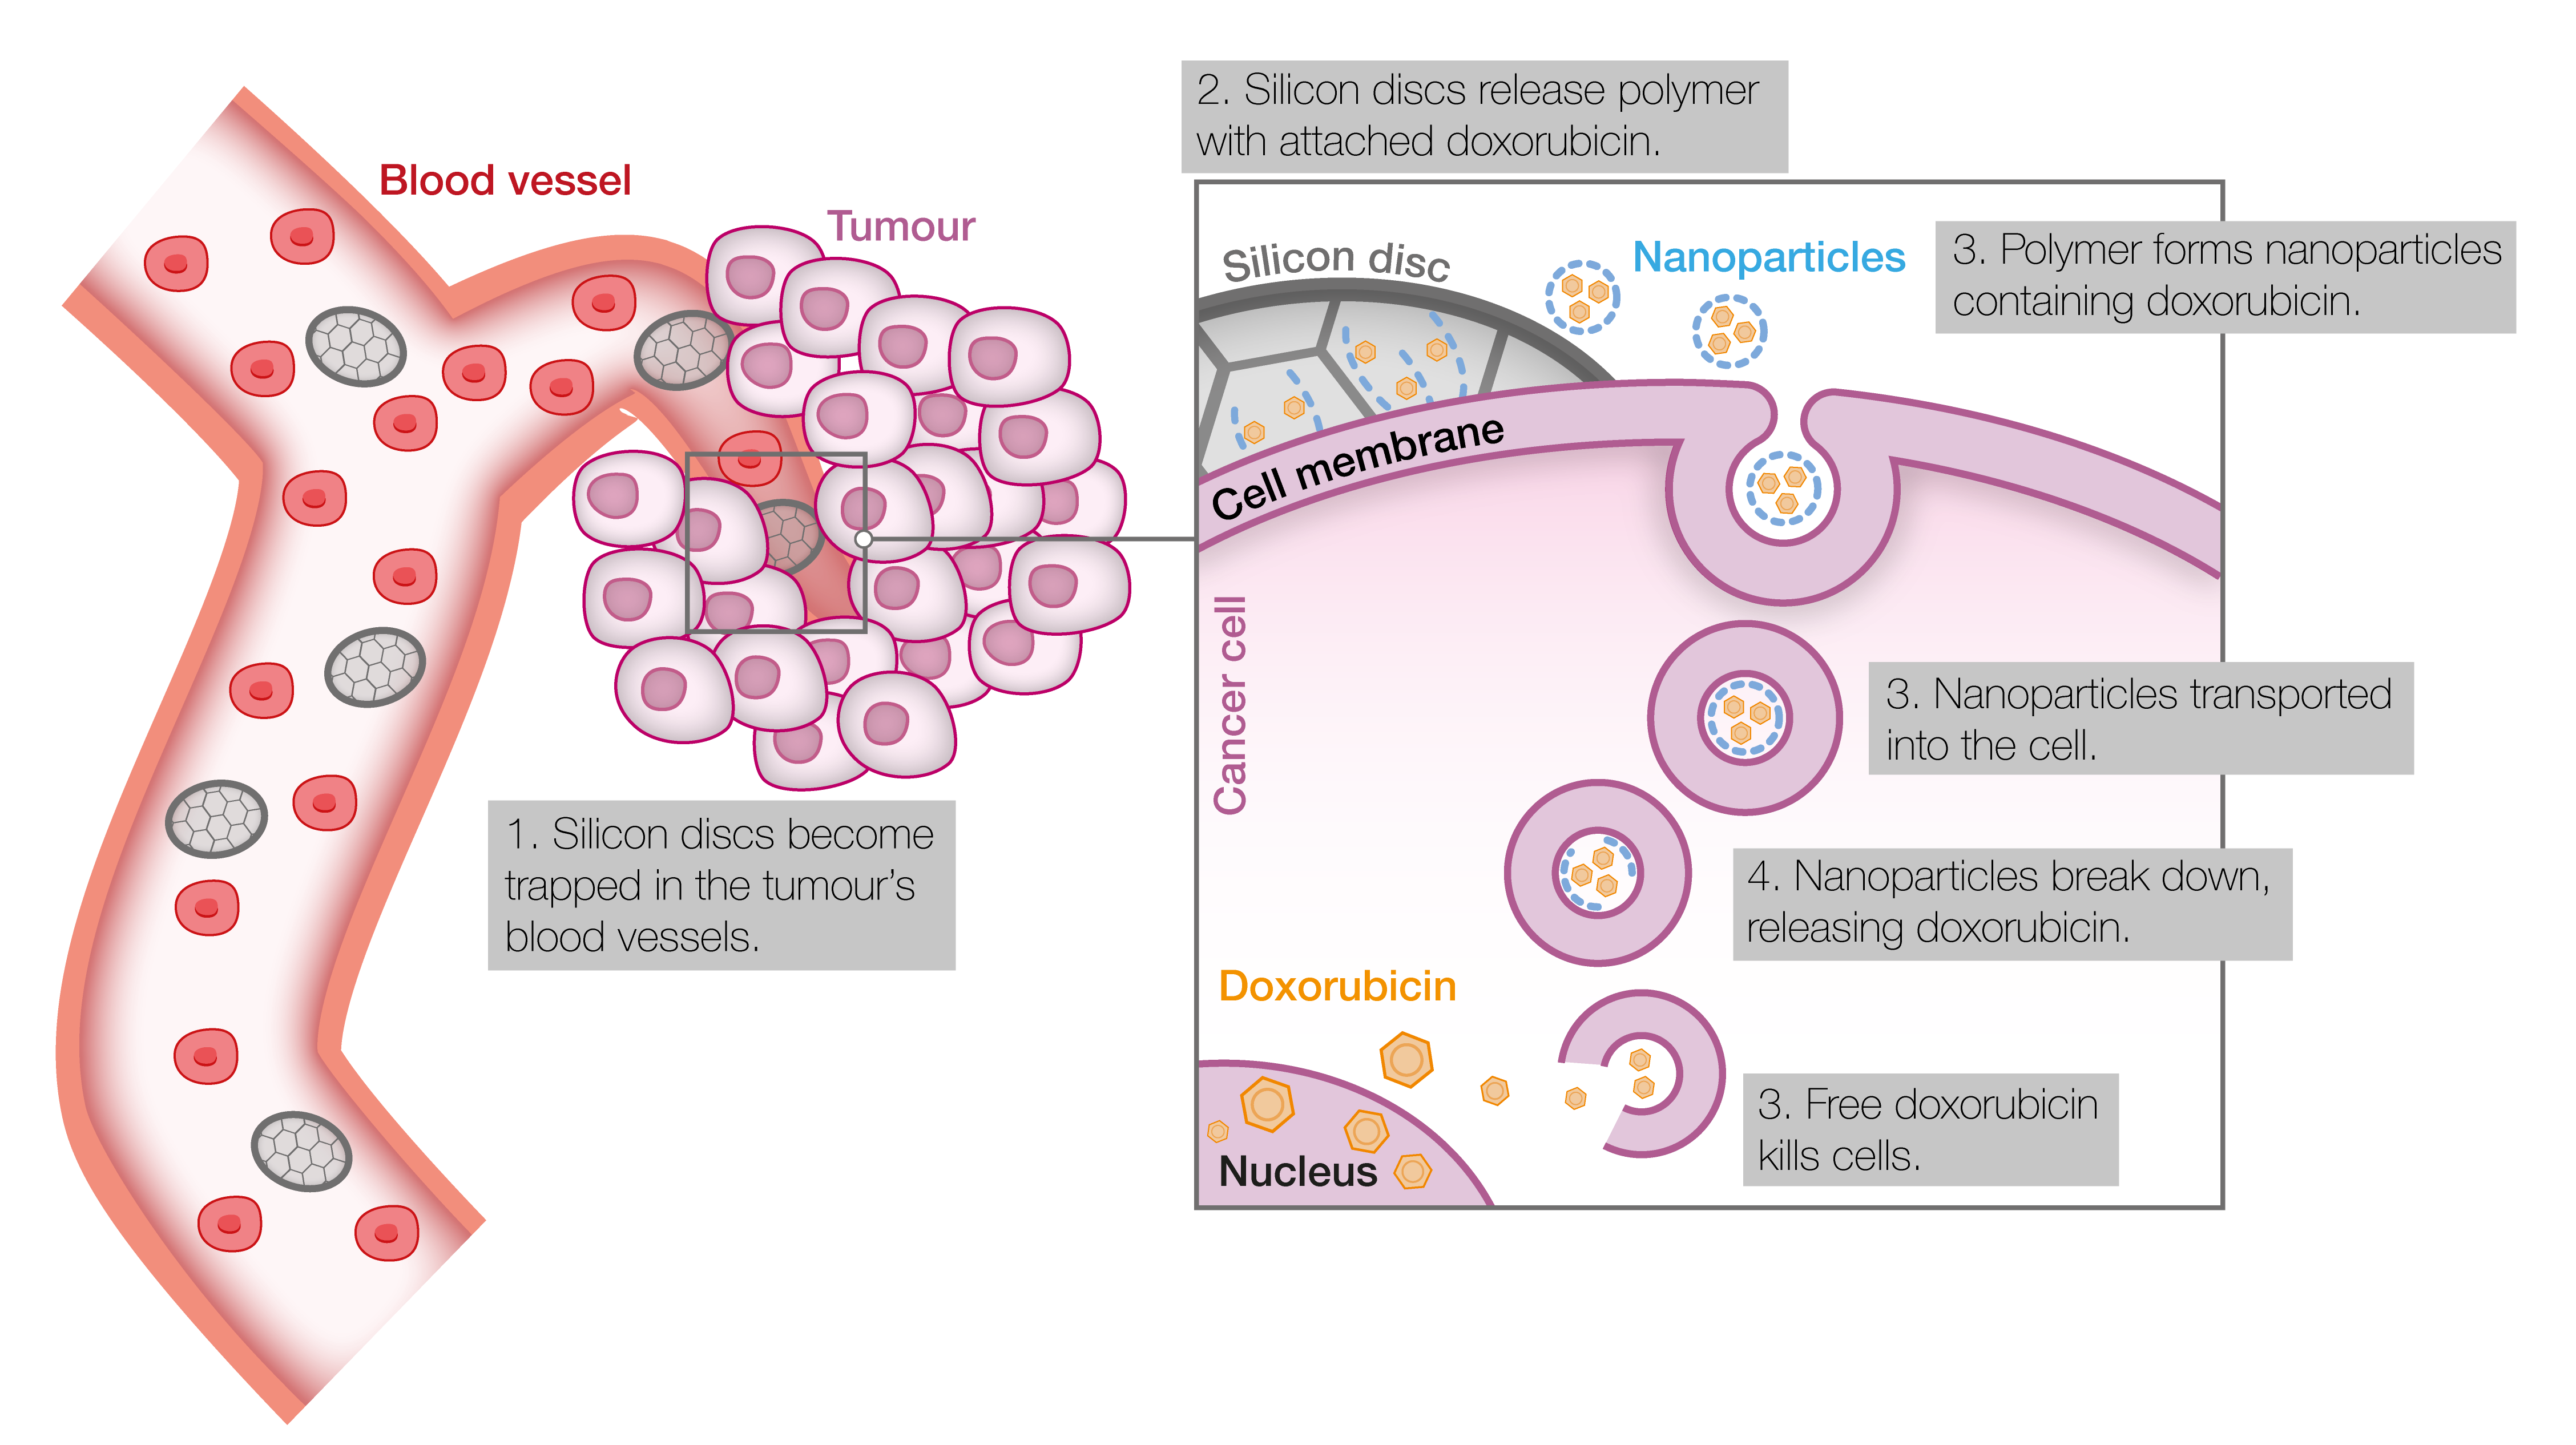 Blood vessel
Tumour
1. Silicon discs become
trapped in the tumour’s
blood vessels.
2. Silicon discs release polymer
with attached doxorubicin.
Silicon disc
Nanoparticles
3. Polymer forms nanoparticles
containing doxorubicin.
Cell membrane
Cancer cell
3. Nanoparticles transported
into the cell.
4. Nanoparticles break down,
releasing doxorubicin.
Doxorubicin
3. Free doxorubicin
kills cells.
Nucleus